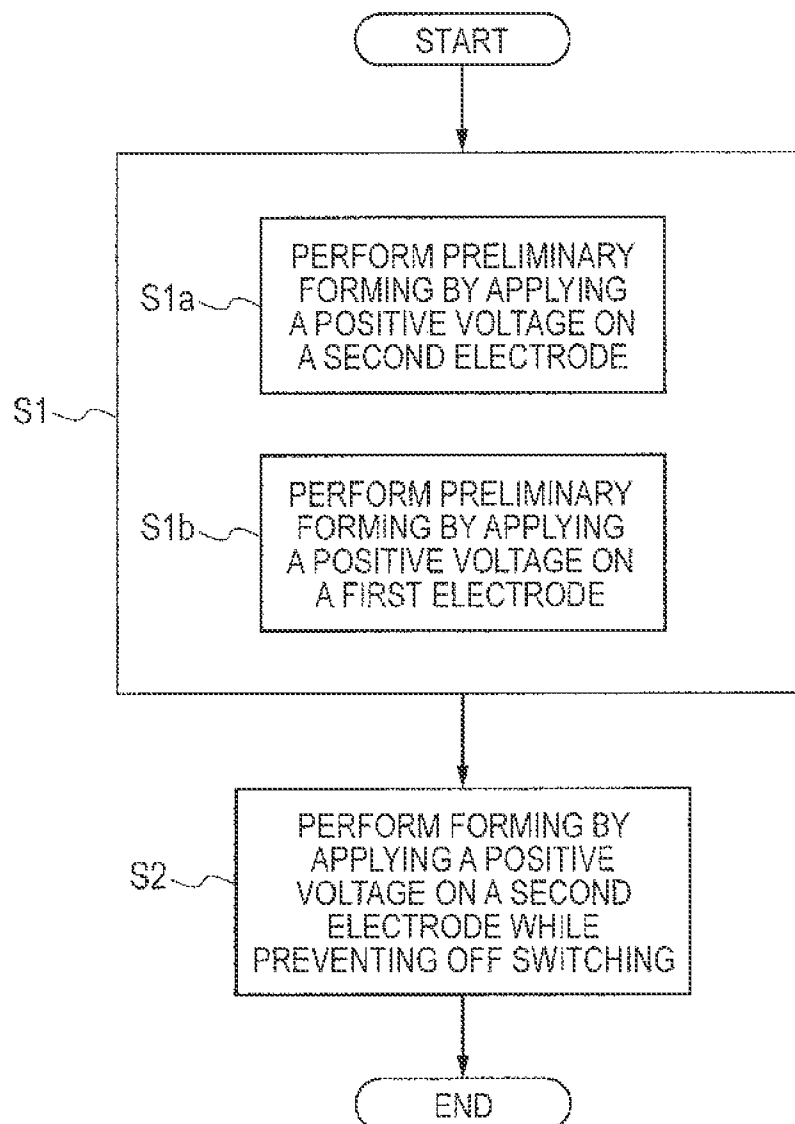 START
S1
S1a
PERFORM PRELIMINARY
FORMING BY APPLYING
A POSITIVE VOLTAGE ON
A SECOND ELECTRODE
S1b
PERFORM PRELIMINARY
FORMING BY APPLYING
A POSITIVE VOLTAGE ON
A FIRST ELECTRODE
S2
PERFORM FORMING BY
APPLYING A POSITIVE
VOLTAGE ON A SECOND
ELECTRODE WHILE
PREVENTING OFF SWITCHING
END